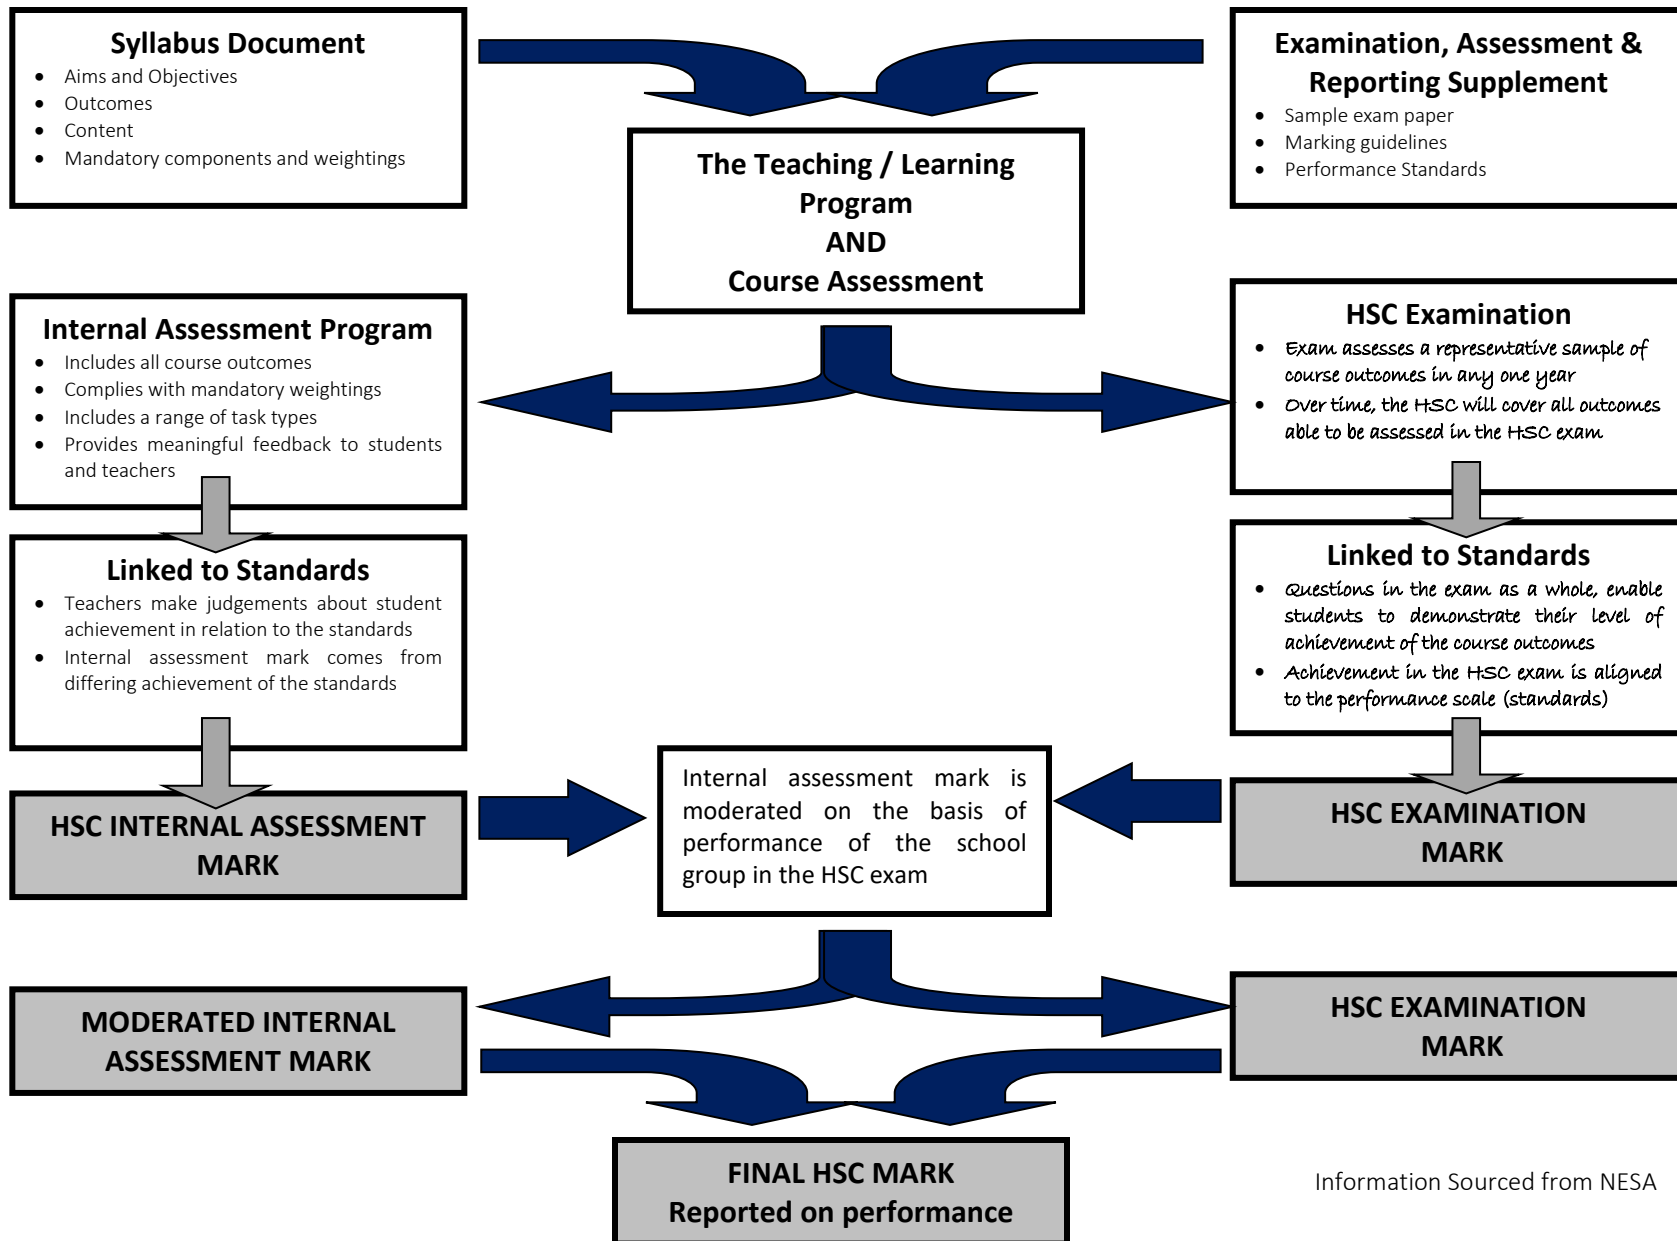 Syllabus Document
• Aims and Objectives
• Outcomes
• Content
• Mandatory components and weightings
Examination, Assessment &
Reporting Supplement
• Sample exam paper
• Marking guidelines
• Performance Standards
The Teaching / Learning
Program
AND
Course Assessment
Internal Assessment Program
• Includes all course outcomes
• Complies with mandatory weightings
• Includes a range of task types
• Provides meaningful feedback to students
and teachers
HSC Examination
• Exam assesses a representative sample of
course outcomes in any one year
• Over time, the HSC will cover all outcomes
able to be assessed in the HSC exam
Linked to Standards
• Teachers make judgements about student
achievement in relation to the standards
• Internal assessment mark comes from
differing achievement of the standards
Linked to Standards
• Questions in the exam as a whole, enable
students to demonstrate their level of
achievement of the course outcomes
• Achievement in the HSC exam is aligned
to the performance scale (standards)
HSC INTERNAL ASSESSMENT
MARK
Internal assessment mark is
moderated on the basis of
performance of the school
group in the HSC exam
HSC EXAMINATION
MARK
MODERATED INTERNAL
ASSESSMENT MARK
HSC EXAMINATION
MARK
FINAL HSC MARK
Reported on performance
Information Sourced from NESA